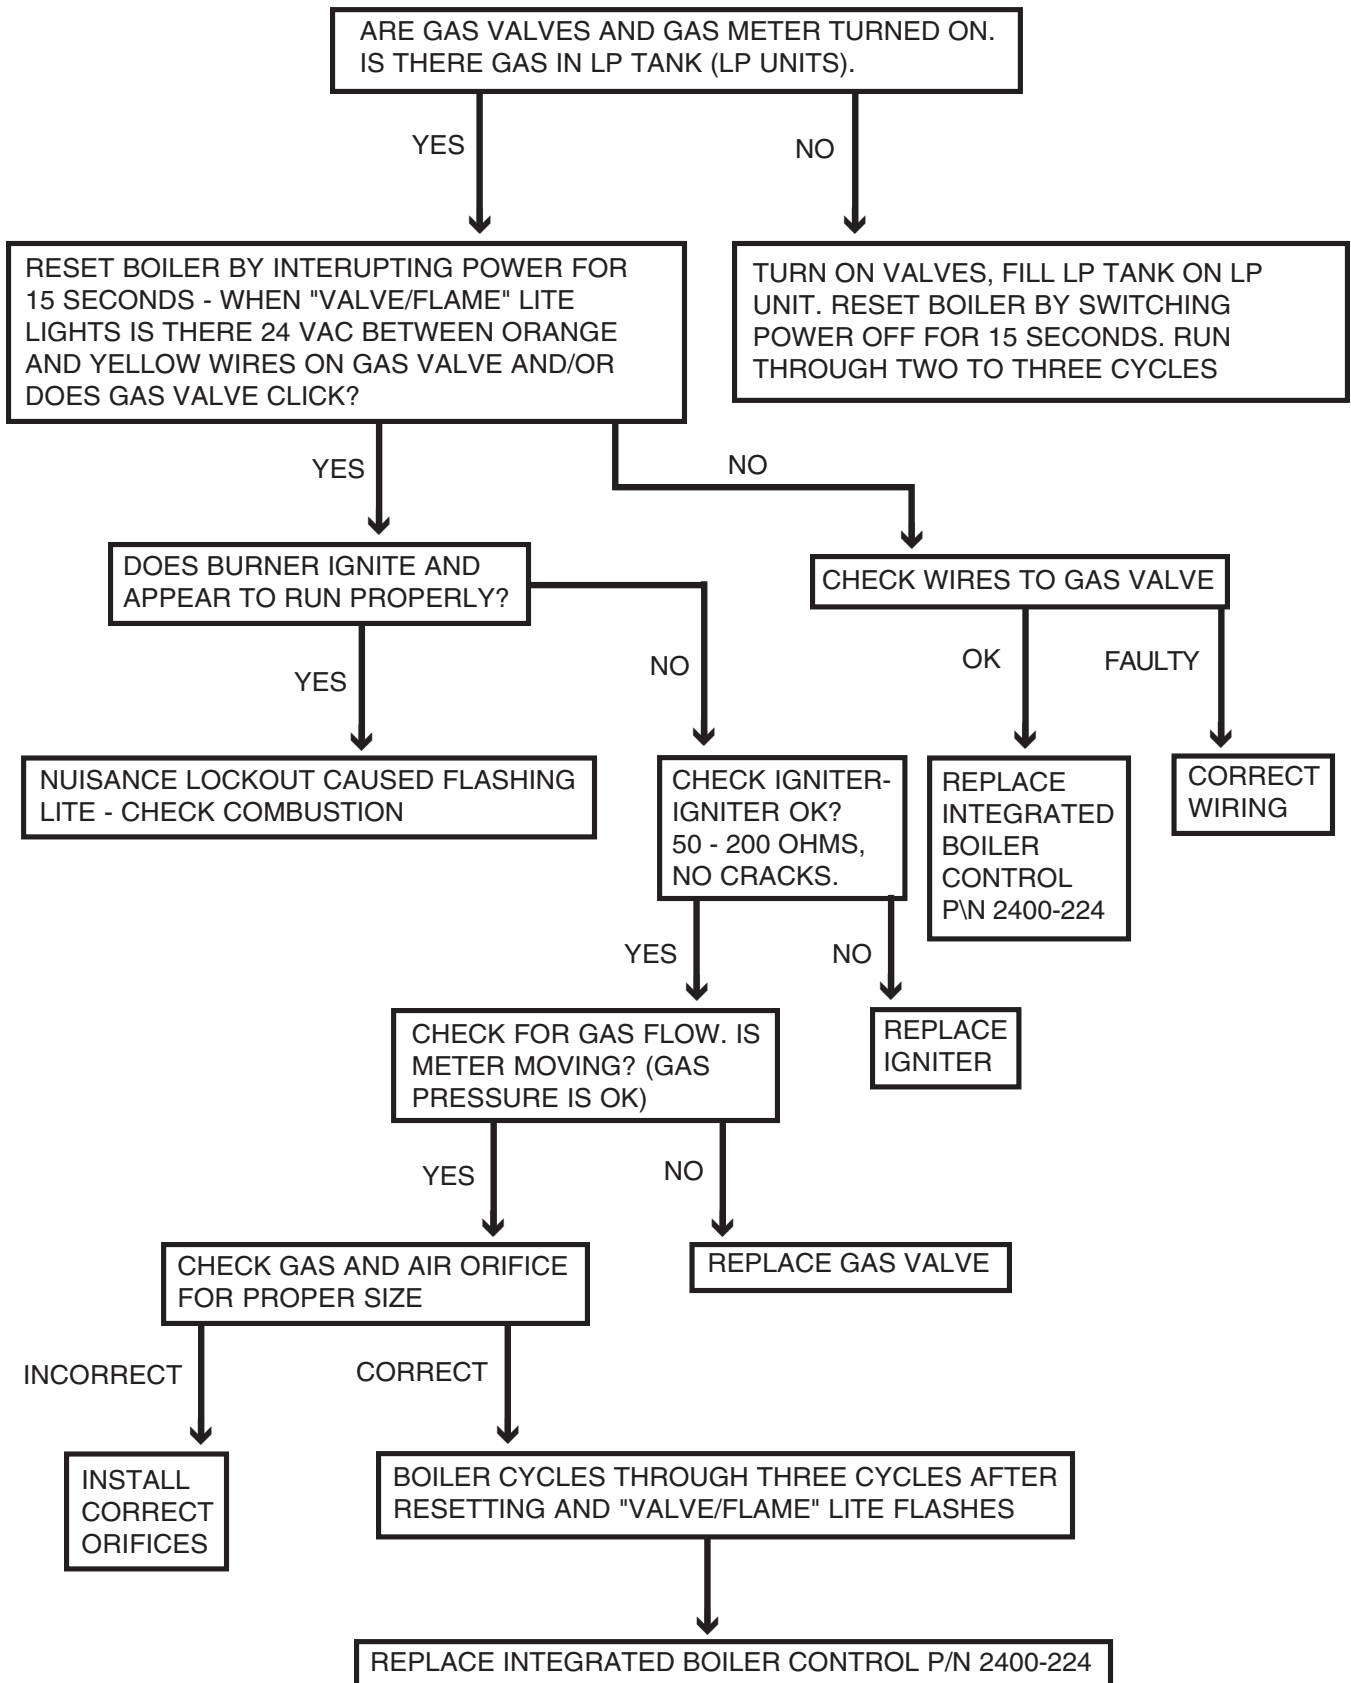 ARE GAS VALVES AND GAS METER TURNED ON.
IS THERE GAS IN LP TANK (LP UNITS).
YES
NO
RESET BOILER BY INTERUPTING POWER FOR
15 SECONDS - WHEN "VALVE/FLAME" LITE
LIGHTS IS THERE 24 VAC BETWEEN ORANGE
AND YELLOW WIRES ON GAS VALVE AND/OR
DOES GAS VALVE CLICK?
TURN ON VALVES, FILL LP TANK ON LP
UNIT. RESET BOILER BY SWITCHING
POWER OFF FOR 15 SECONDS. RUN
THROUGH TWO TO THREE CYCLES
YES
NO
DOES BURNER IGNITE AND
APPEAR TO RUN PROPERLY?
CHECK WIRES TO GAS VALVE
YES
NO
OK
FAULTY
NUISANCE LOCKOUT CAUSED FLASHING
LITE - CHECK COMBUSTION
CHECK IGNITER-
IGNITER OK?
50 - 200 OHMS,
NO CRACKS.
REPLACE
INTEGRATED
BOILER
CONTROL
P\N 2400-224
CORRECT
WIRING
YES
NO
CHECK FOR GAS FLOW. IS
METER MOVING? (GAS
PRESSURE IS OK)
REPLACE
IGNITER
YES
NO
CHECK GAS AND AIR ORIFICE
FOR PROPER SIZE
REPLACE GAS VALVE
INCORRECT
CORRECT
INSTALL
CORRECT
ORIFICES
BOILER CYCLES THROUGH THREE CYCLES AFTER
RESETTING AND "VALVE/FLAME" LITE FLASHES
REPLACE INTEGRATED BOILER CONTROL P/N 2400-224